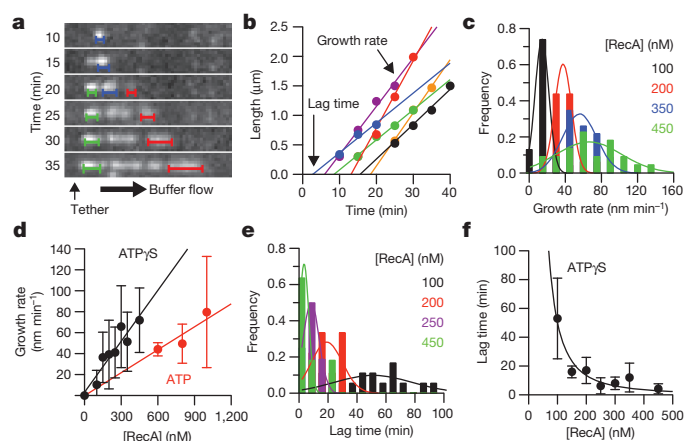 a
Time (min)
10
15
20
25
30
35
Tether
Buffer flow
b
Length (μm)
2.5
2.0
1.5
1.0
0.5
0
Growth rate
Lag time
0 10 20 30 40
Time (min)
c
Frequency
0.8
0.6
0.4
0.2
0
[RecA] (nM)
100
200
350
450
0 40 80 120 160
Growth rate (nm min⁻¹)
d
Growth rate
(nm min⁻¹)
140
120
100
80
60
40
20
0
ATPγS
ATP
0 300 600 900 1,200
[RecA] (nM)
e
Frequency
0.8
0.6
0.4
0.2
0
[RecA] (nM)
100
200
250
450
0 20 40 60 80 100
Lag time (min)
f
Lag time (min)
100
80
60
40
20
0
ATPγS
0 100 200 300 400 500
[RecA] (nM)